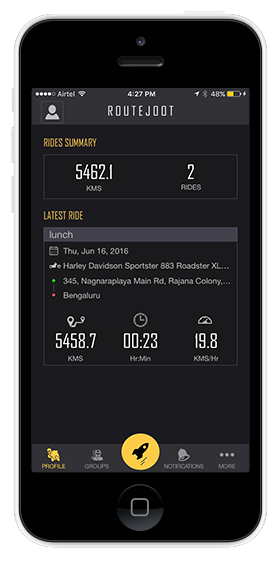 Airtel 4:27 PM 48%
ROUTEJOOT
RIDES SUMMARY
5462.1 2
KMS RIDES
LATEST RIDE
lunch
Thu, Jun 16, 2016
Harley Davidson Sportster 883 Roadster XL...
345, Nagnaraplaya Main Rd, Rajana Colony,...
Bengaluru
5458.7 00:23 19.8
KMS Hr:Min KMS/Hr
PROFILE GROUPS NOTIFICATIONS MORE